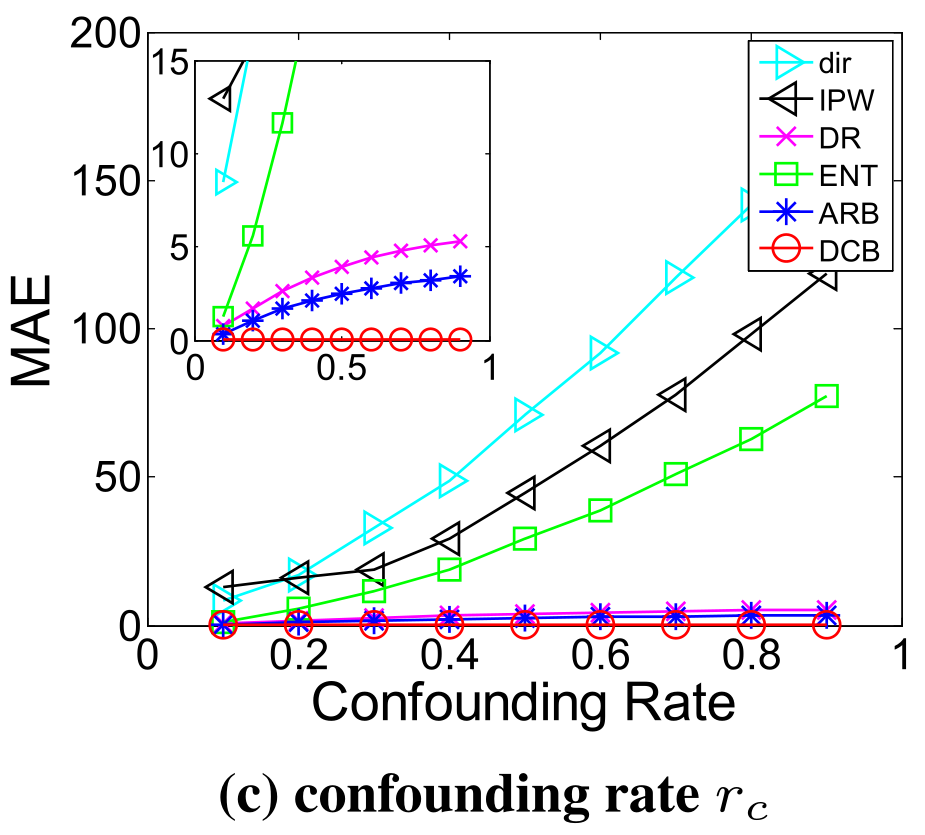 200
150
100
50
0
MAE
15
10
5
0
0
0.5
1
dir
IPW
DR
ENT
ARB
DCB
0
0.2
0.4
0.6
0.8
1
Confounding Rate
(c) confounding rate r_c